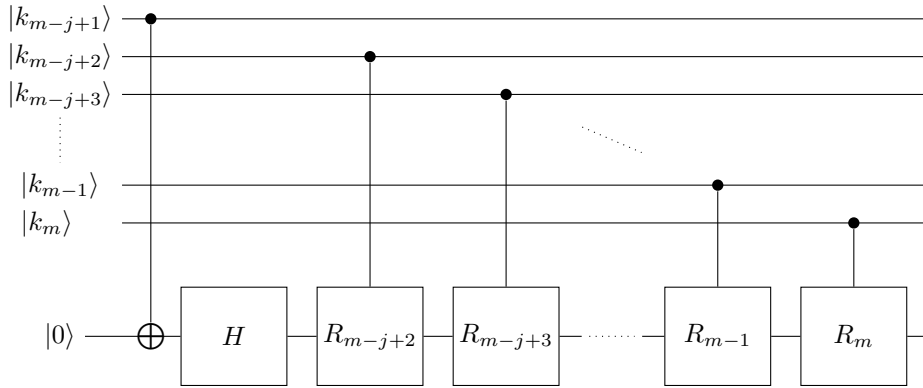 |k_{m−j+1}⟩
|k_{m−j+2}⟩
|k_{m−j+3}⟩
|k_{m−1}⟩
|k_m⟩
|0⟩ H R_{m−j+2} R_{m−j+3} R_{m−1} R_m